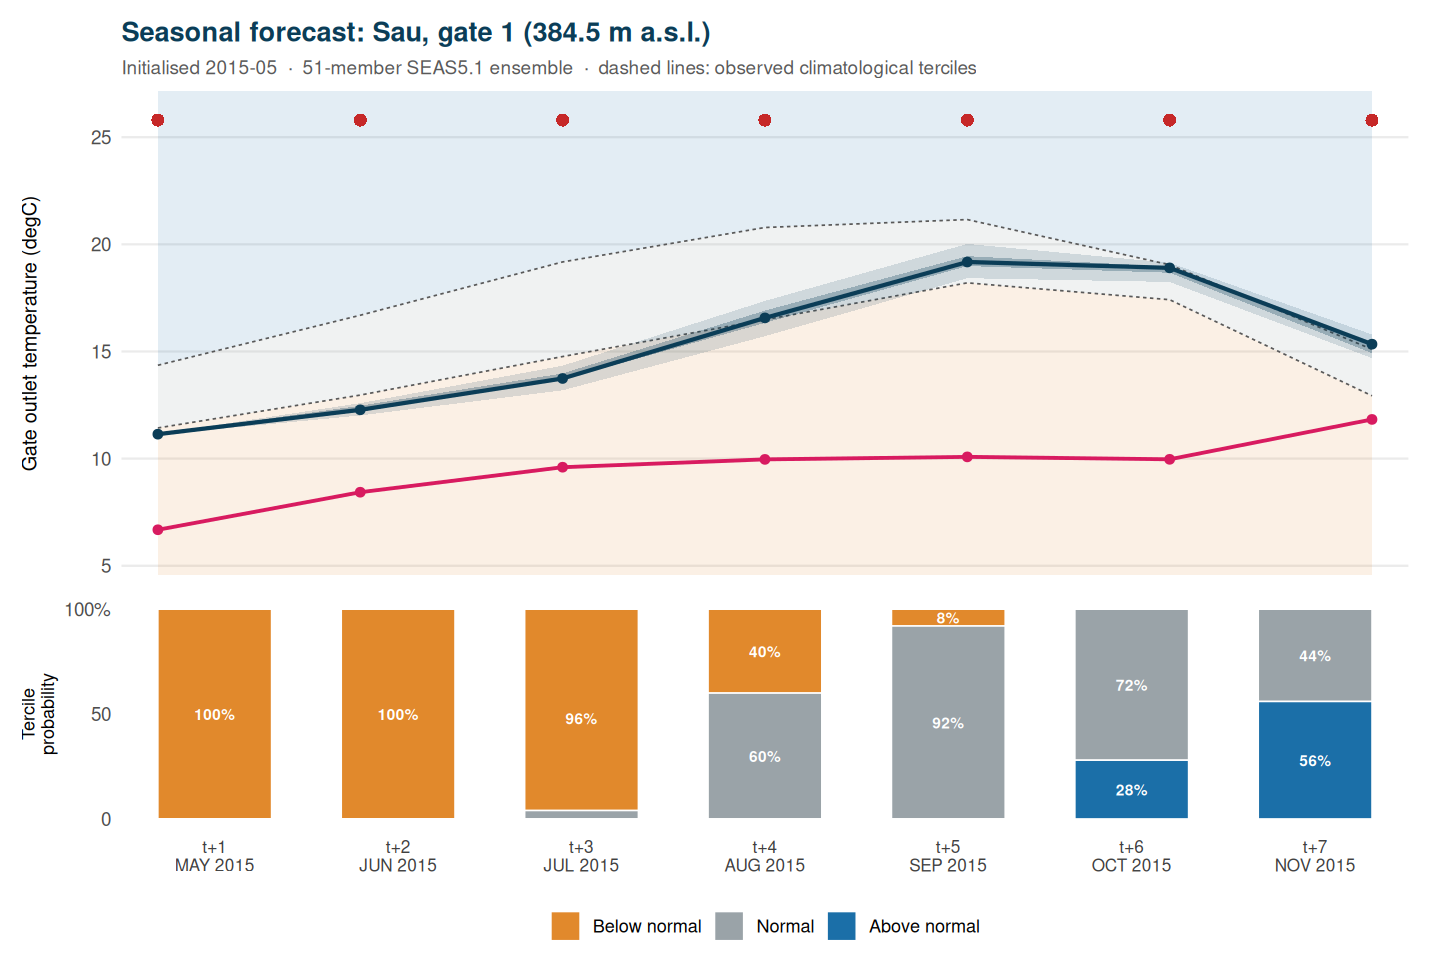 Seasonal forecast: Sau, gate 1 (384.5 m a.s.l.)
Initialised 2015-05 · 51-member SEAS5.1 ensemble · dashed lines: observed climatological terciles
Gate outlet temperature (degC)
25
20
15
10
5
Tercile
probability
100%
50
0
100%
100%
96%
40%
60%
8%
92%
72%
28%
44%
56%
t+1
MAY 2015
t+2
JUN 2015
t+3
JUL 2015
t+4
AUG 2015
t+5
SEP 2015
t+6
OCT 2015
t+7
NOV 2015
Below normal
Normal
Above normal